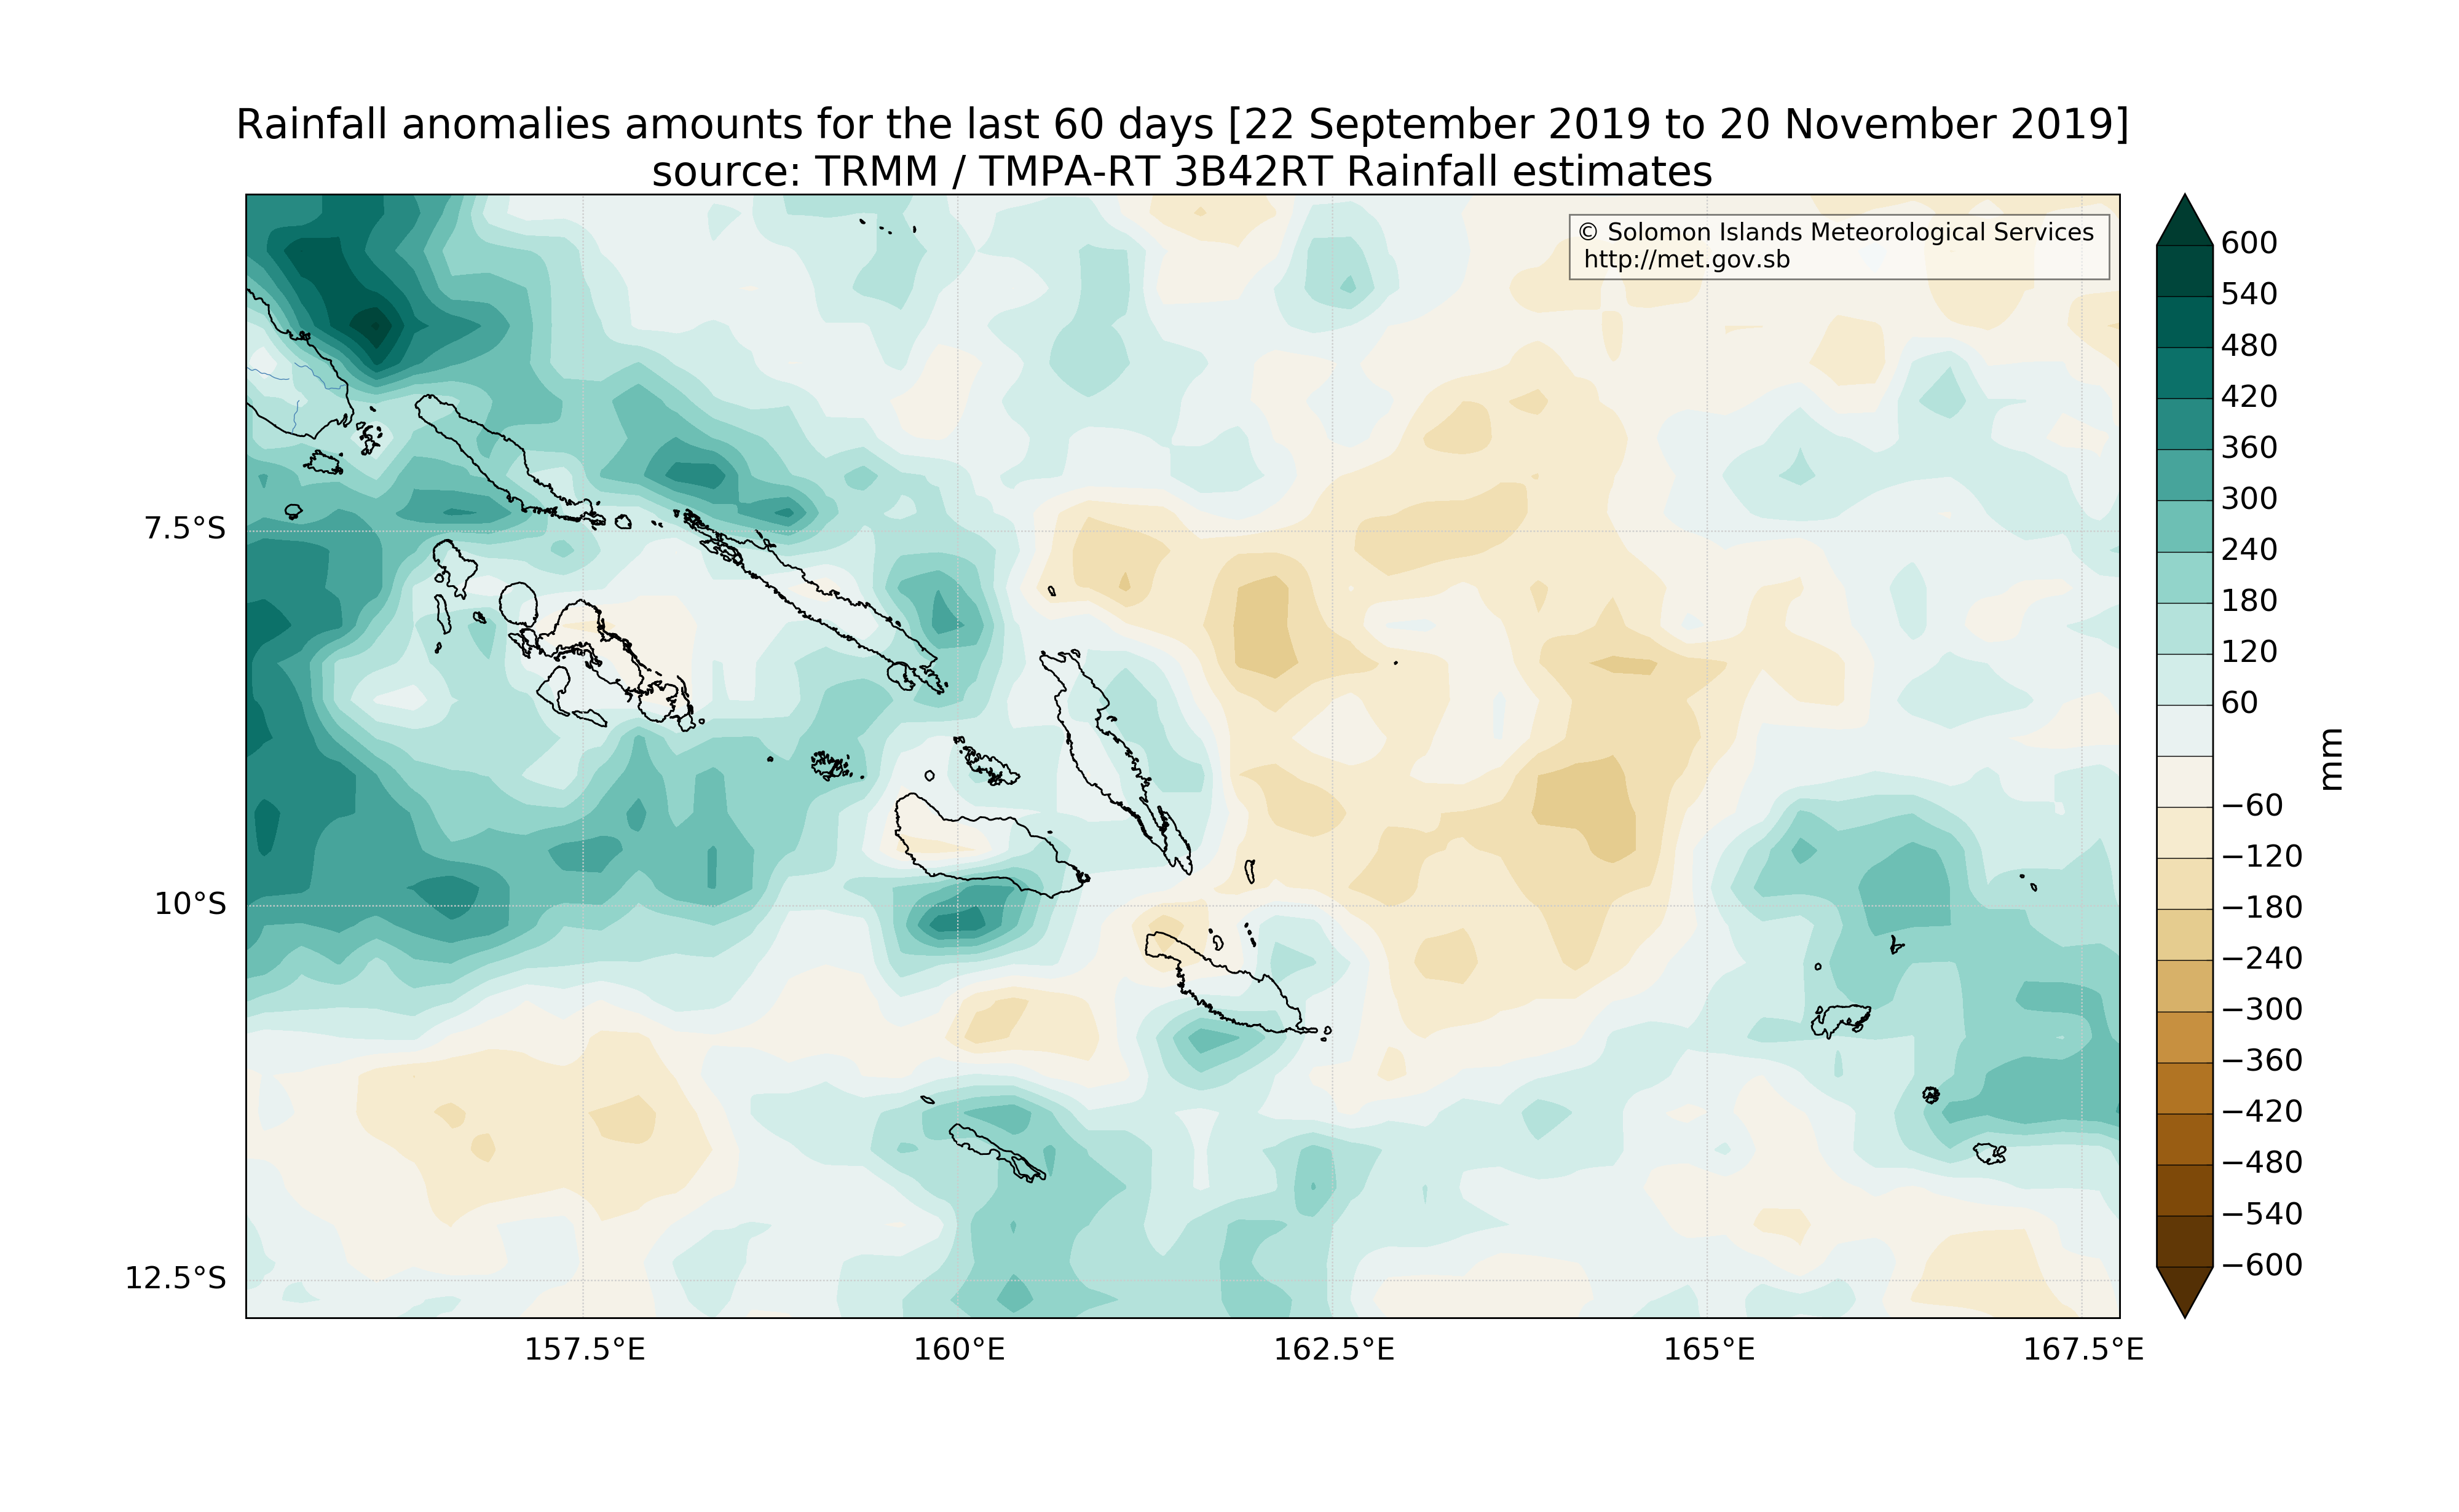 Rainfall anomalies amounts for the last 60 days [22 September 2019 to 20 November 2019]
source: TRMM / TMPA-RT 3B42RT Rainfall estimates
© Solomon Islands Meteorological Services
http://met.gov.sb
7.5°S
10°S
12.5°S
157.5°E
160°E
162.5°E
165°E
167.5°E
600
540
480
420
360
300
240
180
120
60
−60
−120
−180
−240
−300
−360
−420
−480
−540
−600
mm